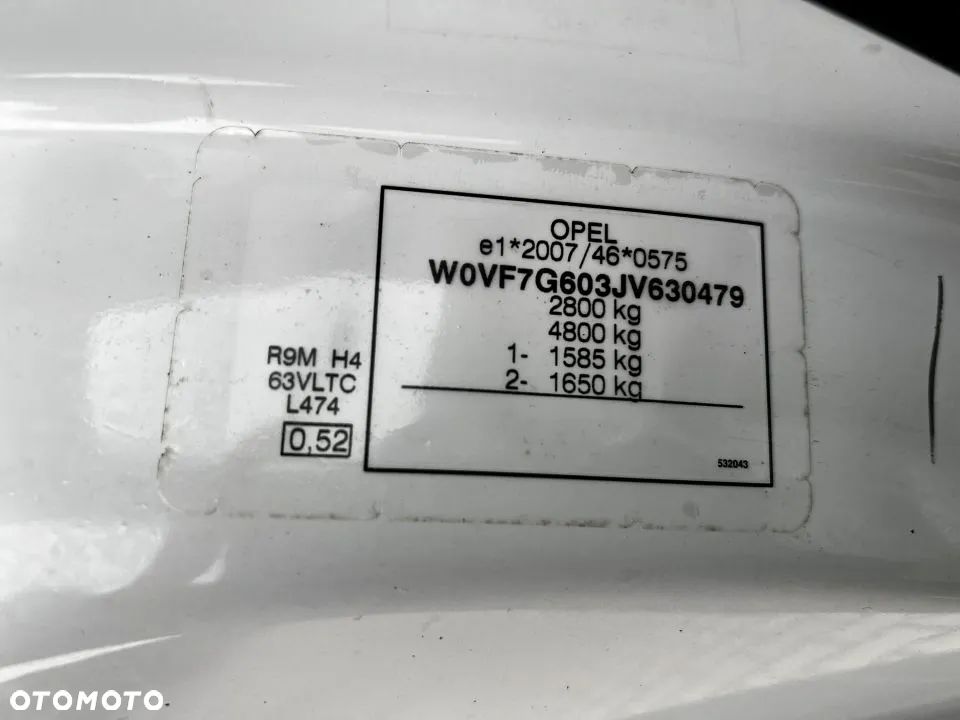 OPEL
e1*2007/46*0575
W0VF7G603JV630479
2800 kg
4800 kg
1- 1585 kg
2- 1650 kg
R9M H4
63VLTC
L474
0,52
532043
OTOMOTO